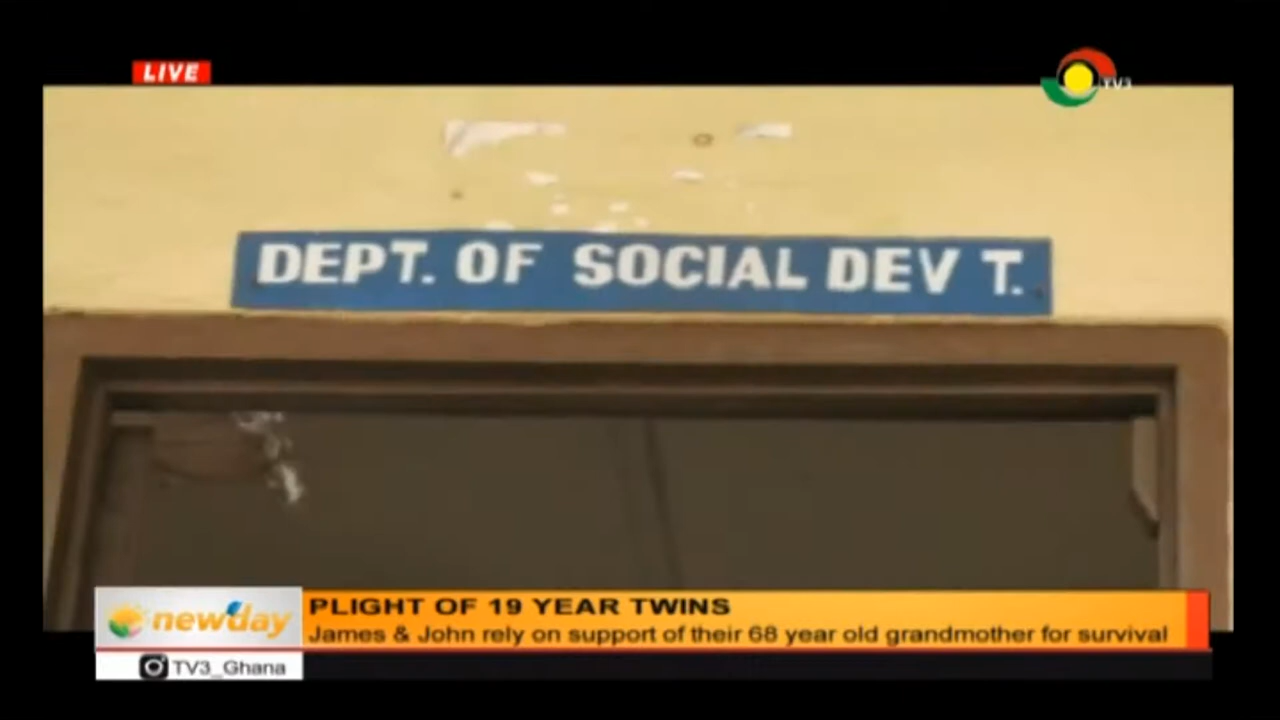 LIVE
TV3
DEPT. OF SOCIAL DEV T.
newday
PLIGHT OF 19 YEAR TWINS
James & John rely on support of their 68 year old grandmother for survival
TV3_Ghana